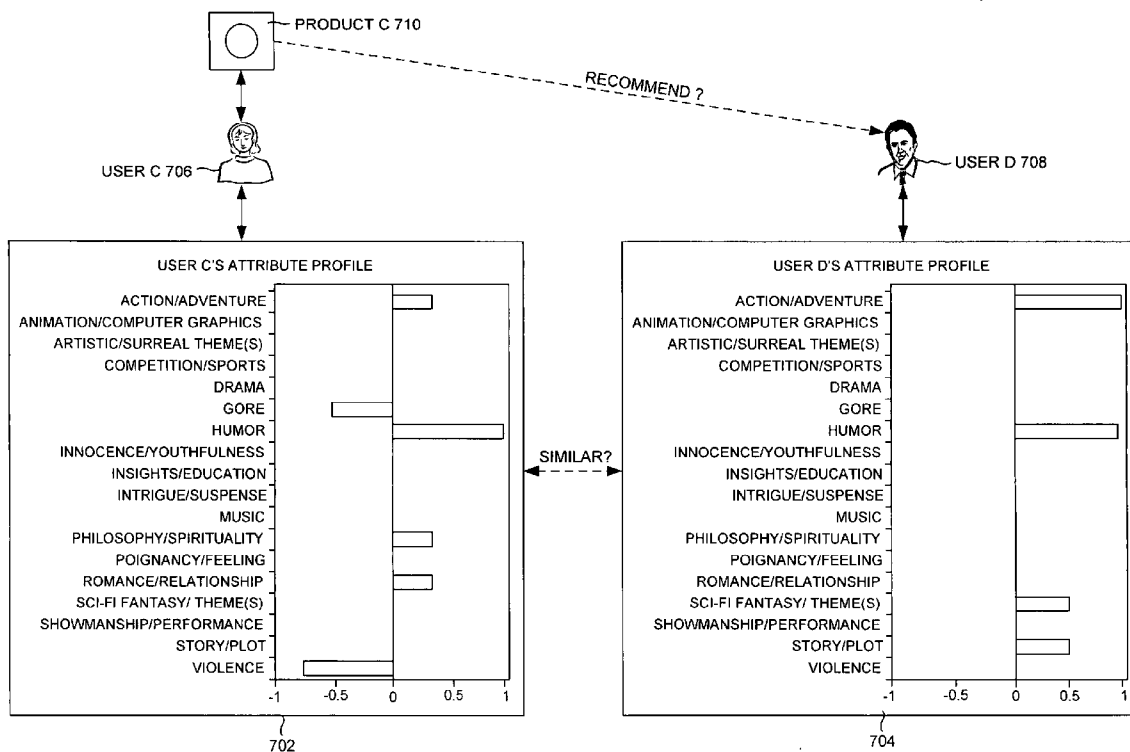 PRODUCT C 710
RECOMMEND ?
USER C 706
USER D 708
USER C'S ATTRIBUTE PROFILE
ACTION/ADVENTURE
ANIMATION/COMPUTER GRAPHICS
ARTISTIC/SURREAL THEME(S)
COMPETITION/SPORTS
DRAMA
GORE
HUMOR
INNOCENCE/YOUTHFULNESS
INSIGHTS/EDUCATION
INTRIGUE/SUSPENSE
MUSIC
PHILOSOPHY/SPIRITUALITY
POIGNANCY/FEELING
ROMANCE/RELATIONSHIP
SCI-FI FANTASY/ THEME(S)
SHOWMANSHIP/PERFORMANCE
STORY/PLOT
VIOLENCE
-1 -0.5 0 0.5 1
702
SIMILAR?
USER D'S ATTRIBUTE PROFILE
ACTION/ADVENTURE
ANIMATION/COMPUTER GRAPHICS
ARTISTIC/SURREAL THEME(S)
COMPETITION/SPORTS
DRAMA
GORE
HUMOR
INNOCENCE/YOUTHFULNESS
INSIGHTS/EDUCATION
INTRIGUE/SUSPENSE
MUSIC
PHILOSOPHY/SPIRITUALITY
POIGNANCY/FEELING
ROMANCE/RELATIONSHIP
SCI-FI FANTASY/ THEME(S)
SHOWMANSHIP/PERFORMANCE
STORY/PLOT
VIOLENCE
-1 -0.5 0 0.5 1
704